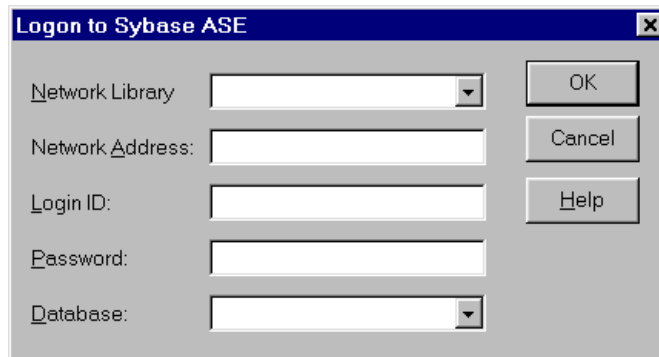 Logon to Sybase ASE
Network Library
OK
Network Address:
Cancel
Login ID:
Help
Password:
Database: